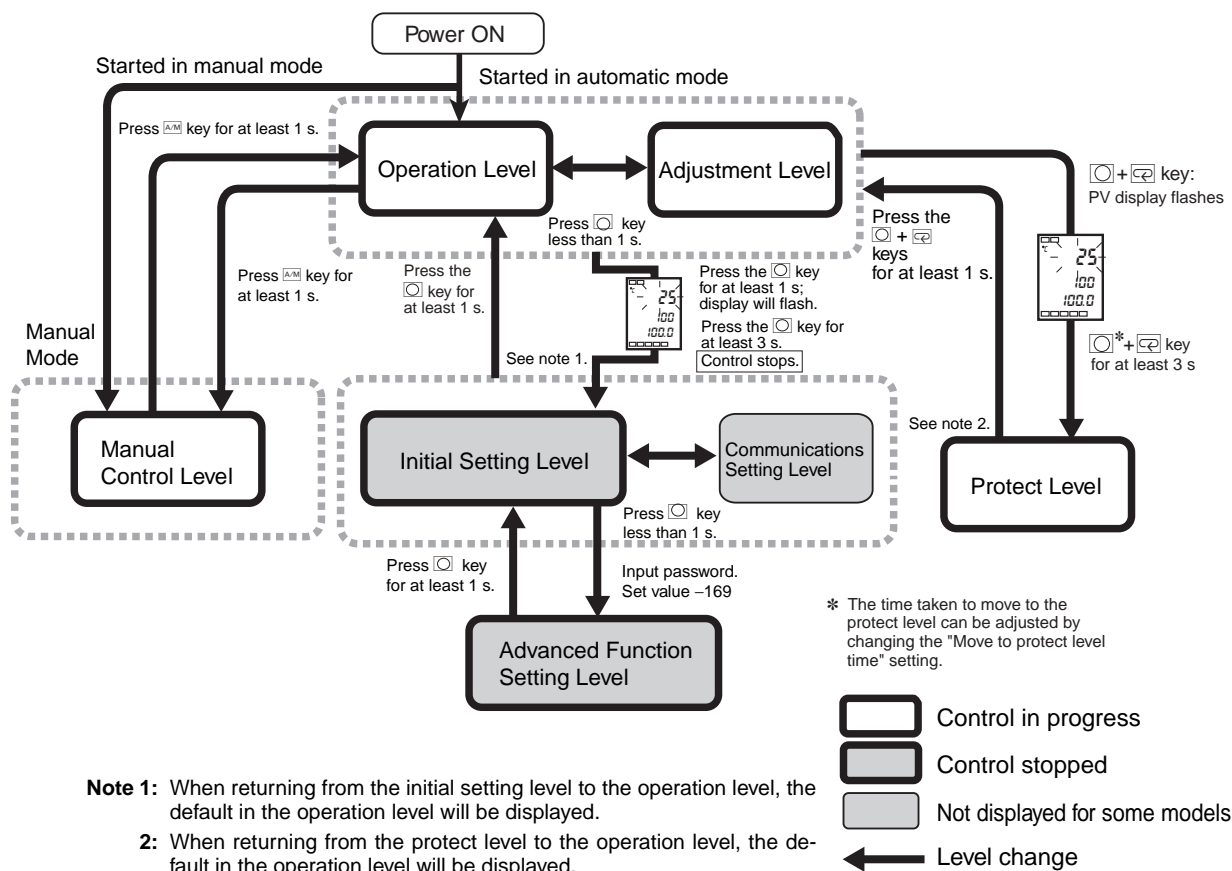 Power ON
Started in manual mode
Started in automatic mode
Press A/M key for at least 1 s.
Operation Level
Adjustment Level
+ key:
PV display flashes
Press key
less than 1 s.
Press the
+
keys
for at least 1 s.
°C
25
100
100.0
Press A/M key for
at least 1 s.
Press the
key for
at least 1 s.
°C
25
100
100.0
Press the key
for at least 1 s;
display will flash.
Press the key for
at least 3 s.
Control stops.
*+ key
for at least 3 s
Manual
Mode
See note 1.
See note 2.
Manual
Control Level
Initial Setting Level
Communications
Setting Level
Protect Level
Press key
less than 1 s.
Press key
for at least 1 s.
Input password.
Set value –169
Advanced Function
Setting Level
* The time taken to move to the
protect level can be adjusted by
changing the "Move to protect level
time" setting.
Control in progress
Control stopped
Not displayed for some models
Level change
Note 1: When returning from the initial setting level to the operation level, the
default in the operation level will be displayed.
2: When returning from the protect level to the operation level, the de-
fault in the operation level will be displayed.